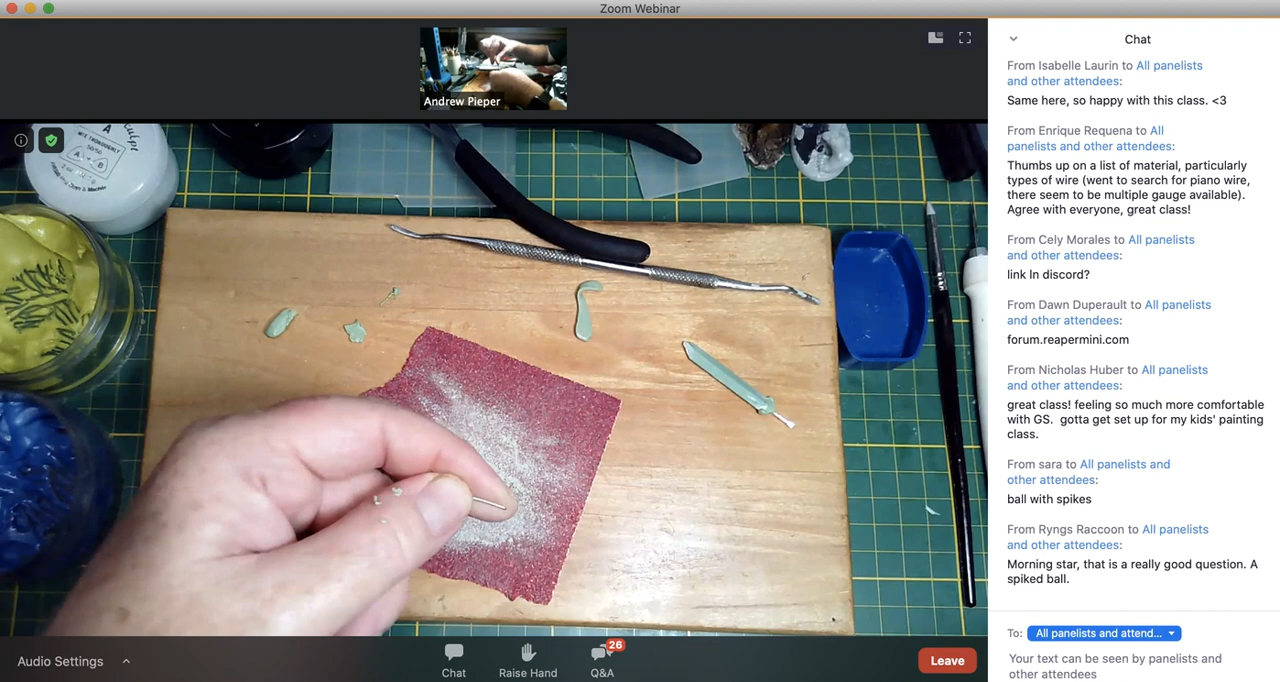 Zoom Webinar
Andrew Pieper
sculpt
A
MIX THOROUGHLY
50/50
A + B
Chat
From Isabelle Laurin to All panelists
and other attendees:
Same here, so happy with this class. <3
From Enrique Requena to All
panelists and other attendees:
Thumbs up on a list of material, particularly
types of wire (went to search for piano wire,
there seem to be multiple gauge available).
Agree with everyone, great class!
From Cely Morales to All panelists
and other attendees:
link In discord?
From Dawn Duperault to All panelists
and other attendees:
forum.reapermini.com
From Nicholas Huber to All panelists
and other attendees:
great class! feeling so much more comfortable
with GS. gotta get set up for my kids' painting
class.
From sara to All panelists and
other attendees:
ball with spikes
From Ryngs Raccoon to All panelists
and other attendees:
Morning star, that is a really good question. A
spiked ball.
To: All panelists and attend...
Your text can be seen by panelists and
other attendees
Audio Settings
Chat
Raise Hand
26
Q&A
Leave